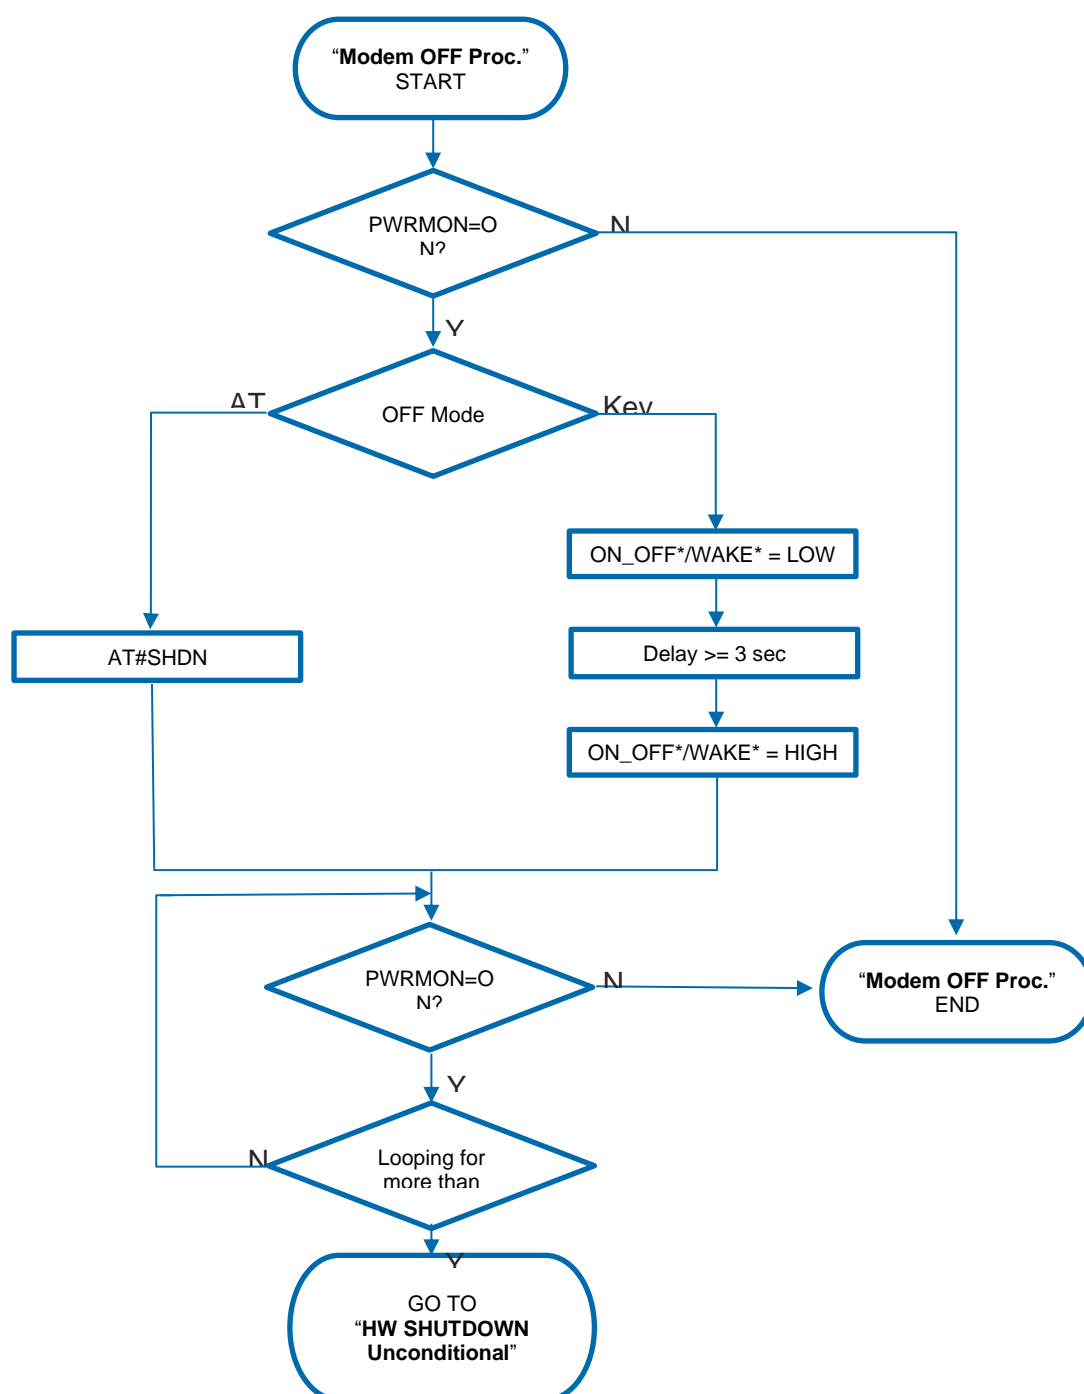 “Modem OFF Proc.”
START
PWRMON=O
N?
N
Y
OFF Mode
AT
Key
ON_OFF*/WAKE* = LOW
Delay >= 3 sec
AT#SHDN
ON_OFF*/WAKE* = HIGH
PWRMON=O
N?
N
“Modem OFF Proc.”
END
Y
Looping for
more than
N
Y
GO TO
“HW SHUTDOWN
Unconditional”